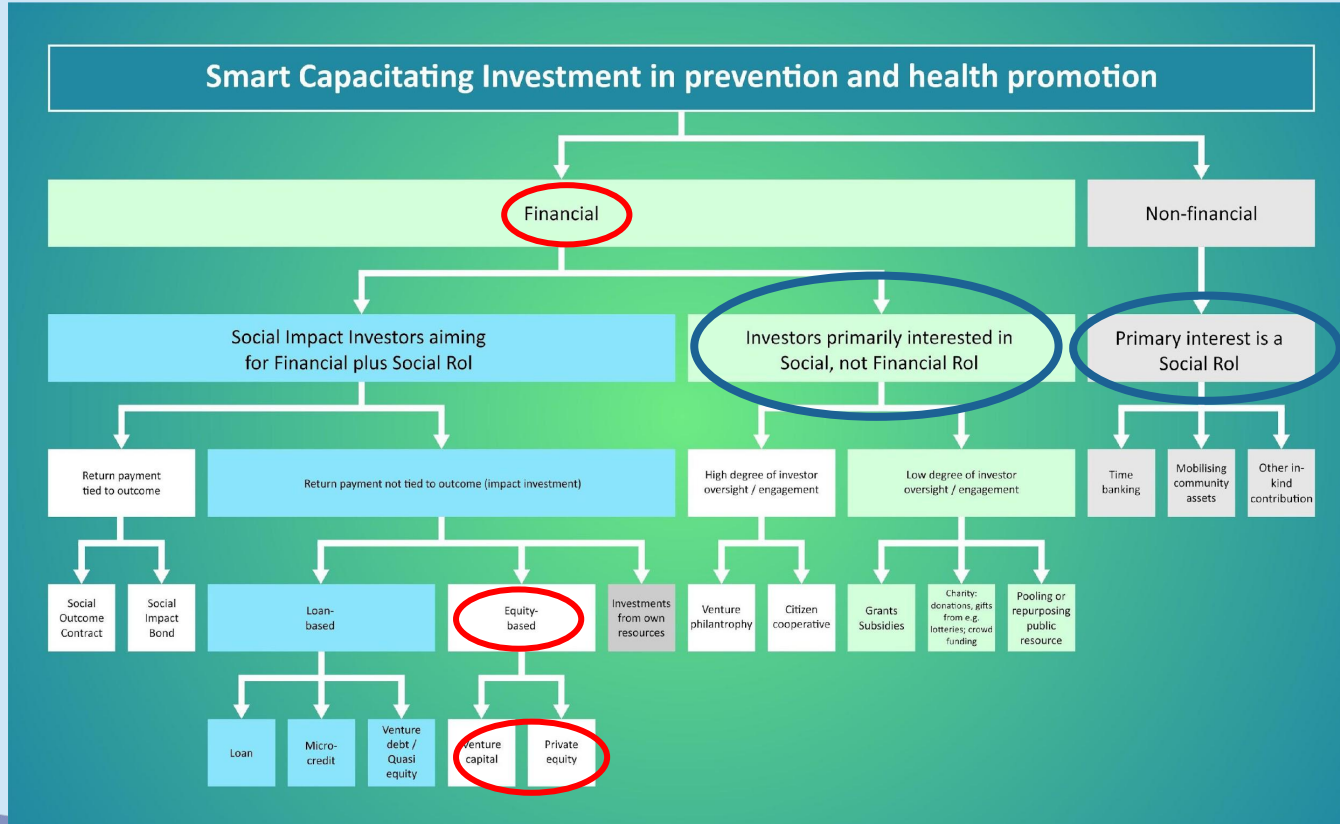 Smart Capacitating Investment in prevention and health promotion
Financial
Non-financial
Social Impact Investors aiming
for Financial plus Social RoI
Investors primarily interested in
Social, not Financial RoI
Primary interest is a
Social RoI
Return payment
tied to outcome
Return payment not tied to outcome (impact investment)
High degree of investor
oversight / engagement
Low degree of investor
oversight / engagement
Time
banking
Mobilising
community
assets
Other in-
kind
contribution
Social
Outcome
Contract
Social
Impact
Bond
Loan-
based
Equity-
based
Investments
from own
resources
Venture
philantropy
Citizen
cooperative
Grants
Subsidies
Charity:
donations, gifts
from e.g.
lotteries; crowd
funding
Pooling or
repurposing
public
resource
Loan
Micro-
credit
Venture
debt /
Quasi
equity
Venture
capital
Private
equity